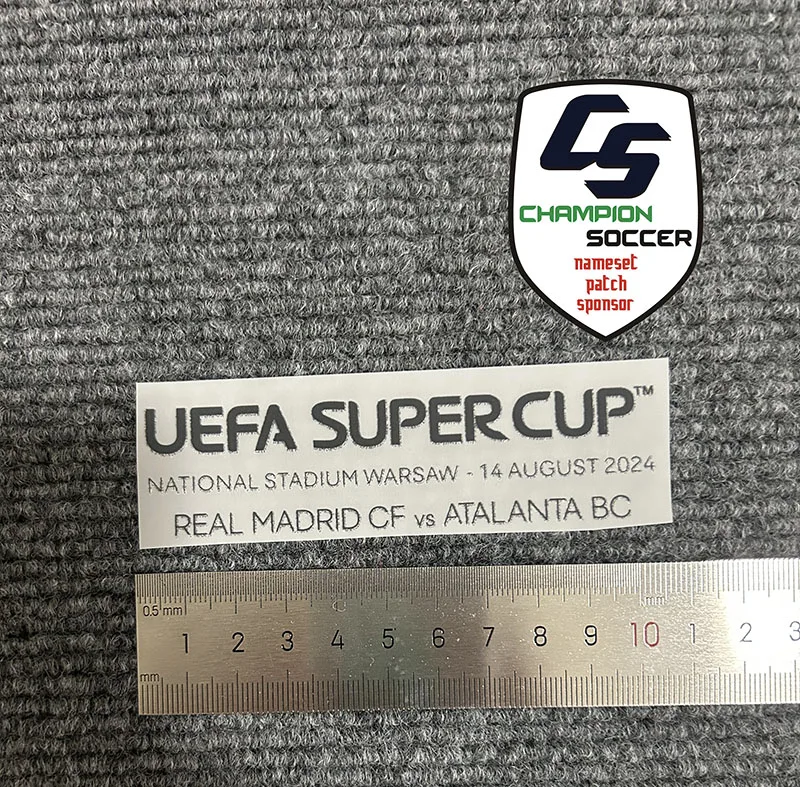 CS
CHAMPION
SOCCER
nameset
patch
sponsor
UEFA SUPER CUP™
NATIONAL STADIUM WARSAW - 14 AUGUST 2024
REAL MADRID CF vs ATALANTA BC
0.5mm mm
1 2 3 4 5 6 7 8 9 10 1 2 3
mm